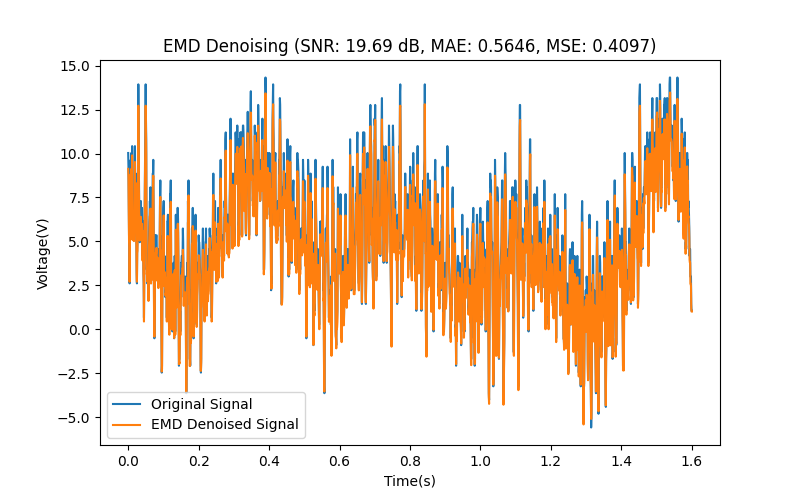 EMD Denoising (SNR: 19.69 dB, MAE: 0.5646, MSE: 0.4097)
15.0
12.5
10.0
7.5
5.0
2.5
0.0
−2.5
−5.0
Voltage(V)
Original Signal
EMD Denoised Signal
0.0 0.2 0.4 0.6 0.8 1.0 1.2 1.4 1.6
Time(s)